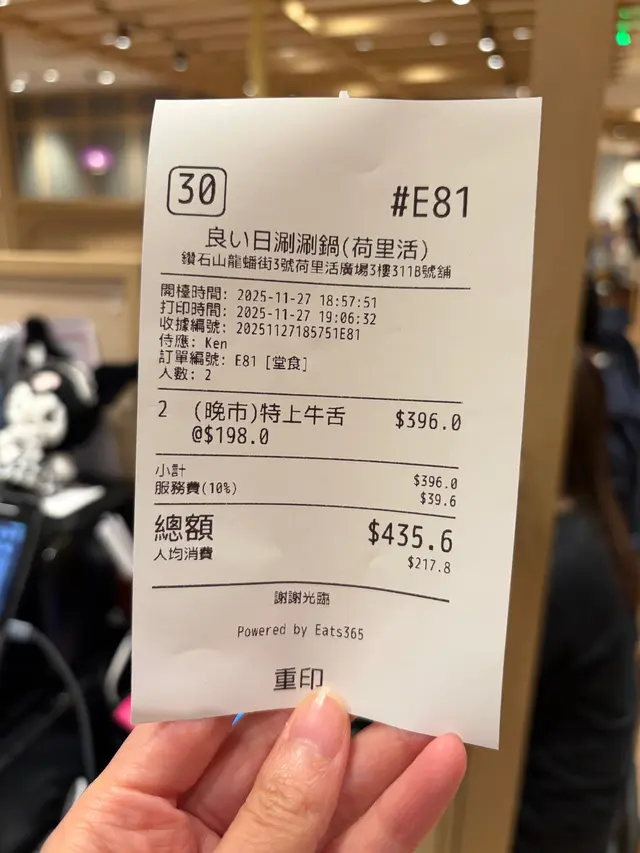 30
#E81
良い日涮涮鍋(荷里活)
鑽石山龍蟠街3號荷里活廣場3樓311B號舖
開檯時間: 2025-11-27 18:57:51
打印時間: 2025-11-27 19:06:32
收據編號: 20251127185751E81
侍應: Ken
訂單編號: E81 [堂食]
人數: 2
2 (晚市)特上牛舌 $396.0
@$198.0
小計 $396.0
服務費(10%) $39.6
總額 $435.6
人均消費 $217.8
謝謝光臨
Powered by Eats365
重印